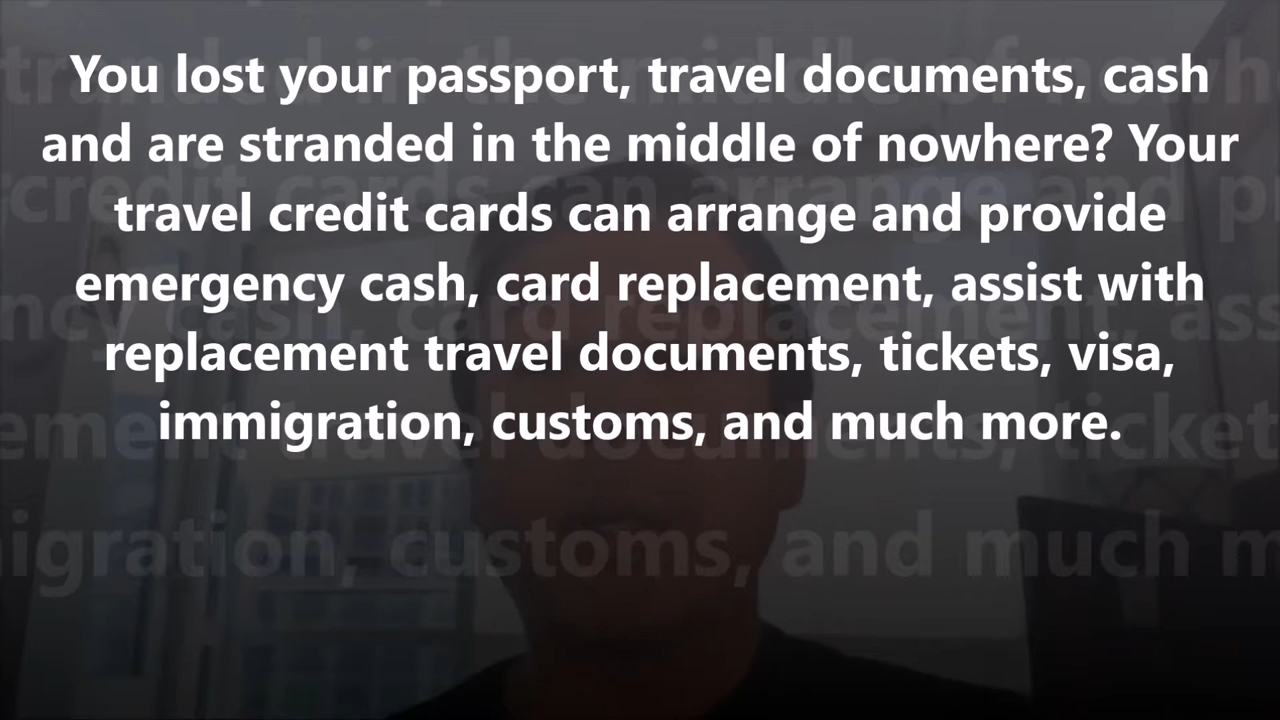 You lost your passport, travel documents, cash
and are stranded in the middle of nowhere? Your
travel credit cards can arrange and provide
emergency cash, card replacement, assist with
replacement travel documents, tickets, visa,
immigration, customs, and much more.